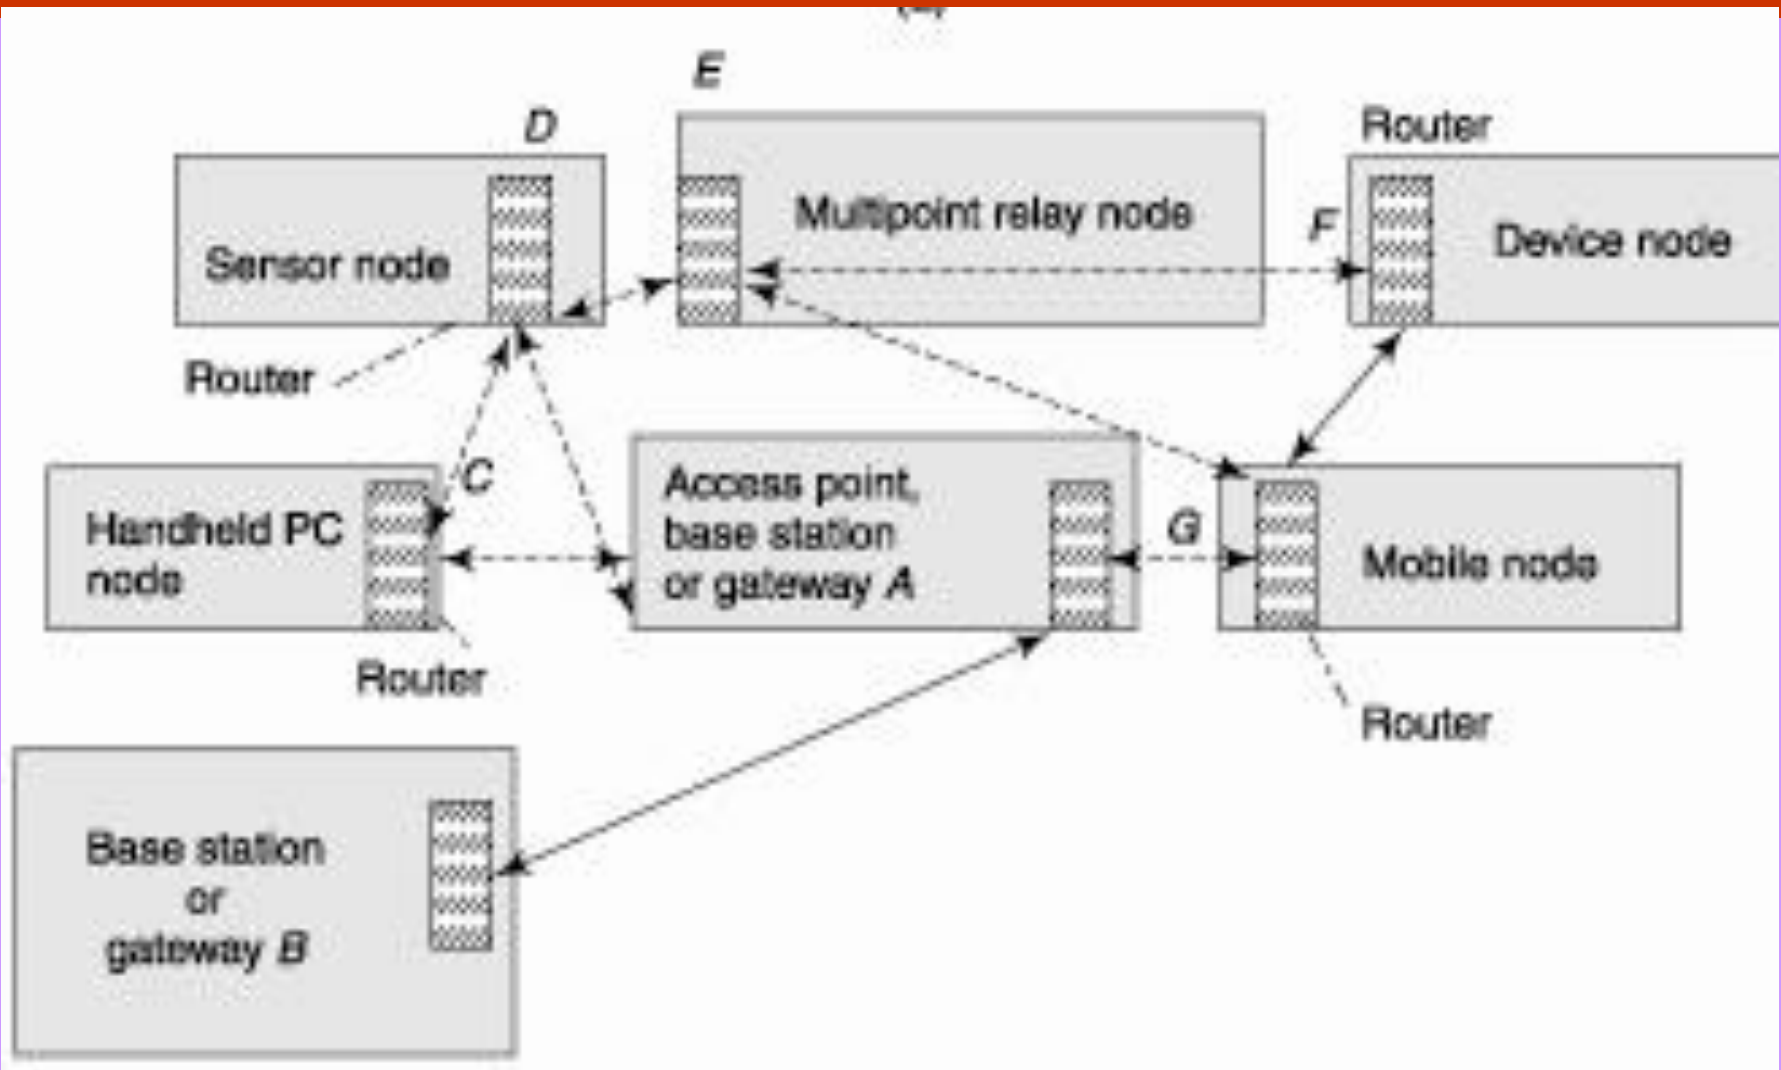 E
D
Router
Multipoint relay node
F
Device node
Sensor node
Router
C
Access point,
base station
or gateway A
G
Handheld PC
node
Mobile node
Router
Router
Base station
or
gateway B